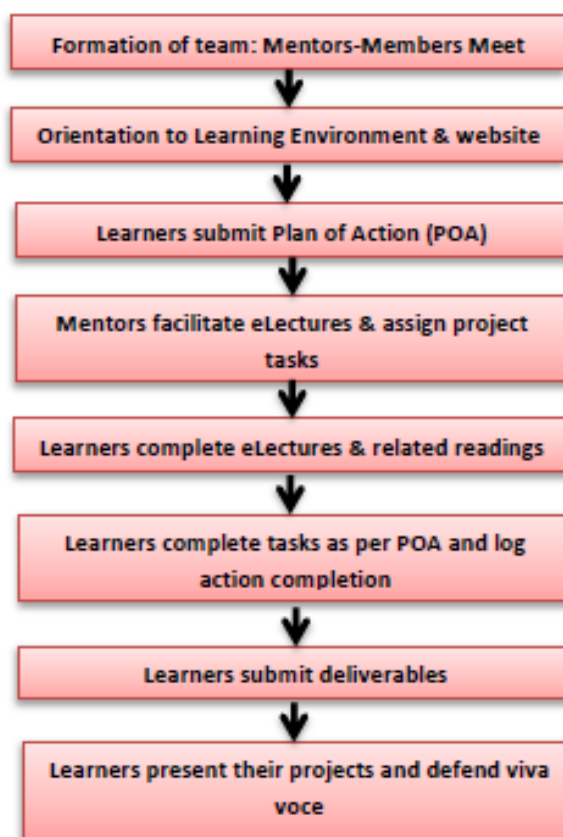 Formation of team: Mentors-Members Meet
Orientation to Learning Environment & website
Learners submit Plan of Action (POA)
Mentors facilitate eLectures & assign project
tasks
Learners complete eLectures & related readings
Learners complete tasks as per POA and log
action completion
Learners submit deliverables
Learners present their projects and defend viva
voce